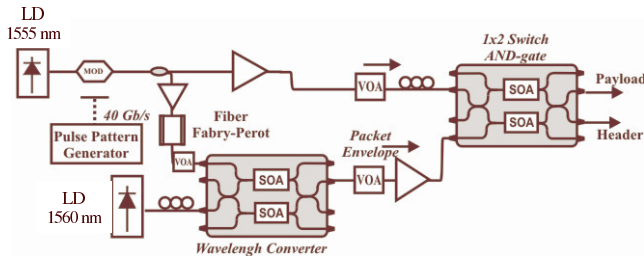 LD
1555 nm
MOD
40 Gb/s
Pulse Pattern
Generator
Fiber
Fabry-Perot
VOA
LD
1560 nm
SOA
SOA
Wavelengh Converter
Packet
Envelope
VOA
VOA
1x2 Switch
AND-gate
SOA
SOA
Payload
Header